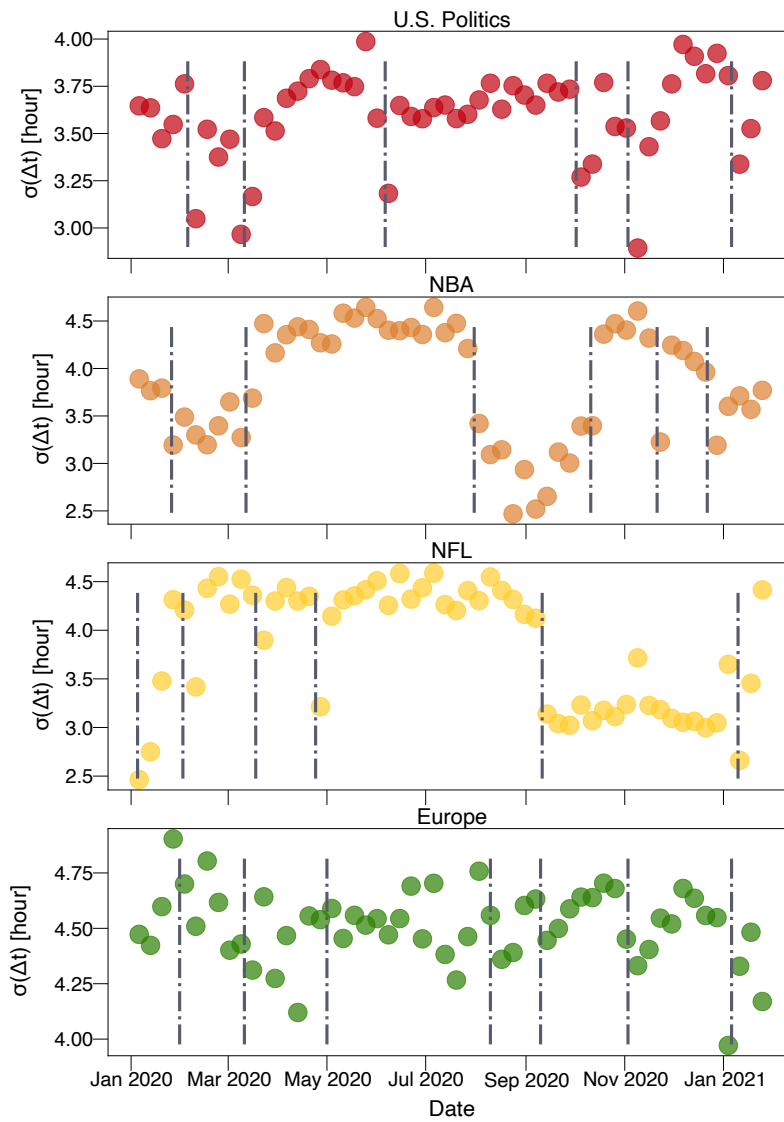 U.S. Politics
4.00
3.75
3.50
3.25
3.00
σ(Δt) [hour]
NBA
4.5
4.0
3.5
3.0
2.5
σ(Δt) [hour]
NFL
4.5
4.0
3.5
3.0
2.5
σ(Δt) [hour]
Europe
4.75
4.50
4.25
4.00
σ(Δt) [hour]
Jan 2020 Mar 2020 May 2020 Jul 2020 Sep 2020 Nov 2020 Jan 2021
Date